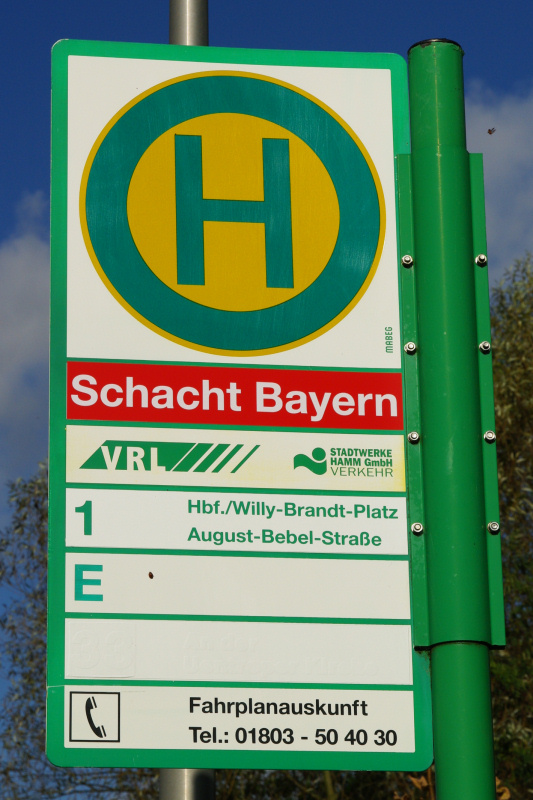 H
MABEG
Schacht Bayern
VRL
STADTWERKE
HAMM GmbH
VERKEHR
1
Hbf./Willy-Brandt-Platz
August-Bebel-Straße
E
Fahrplanauskunft
Tel.: 01803 - 50 40 30